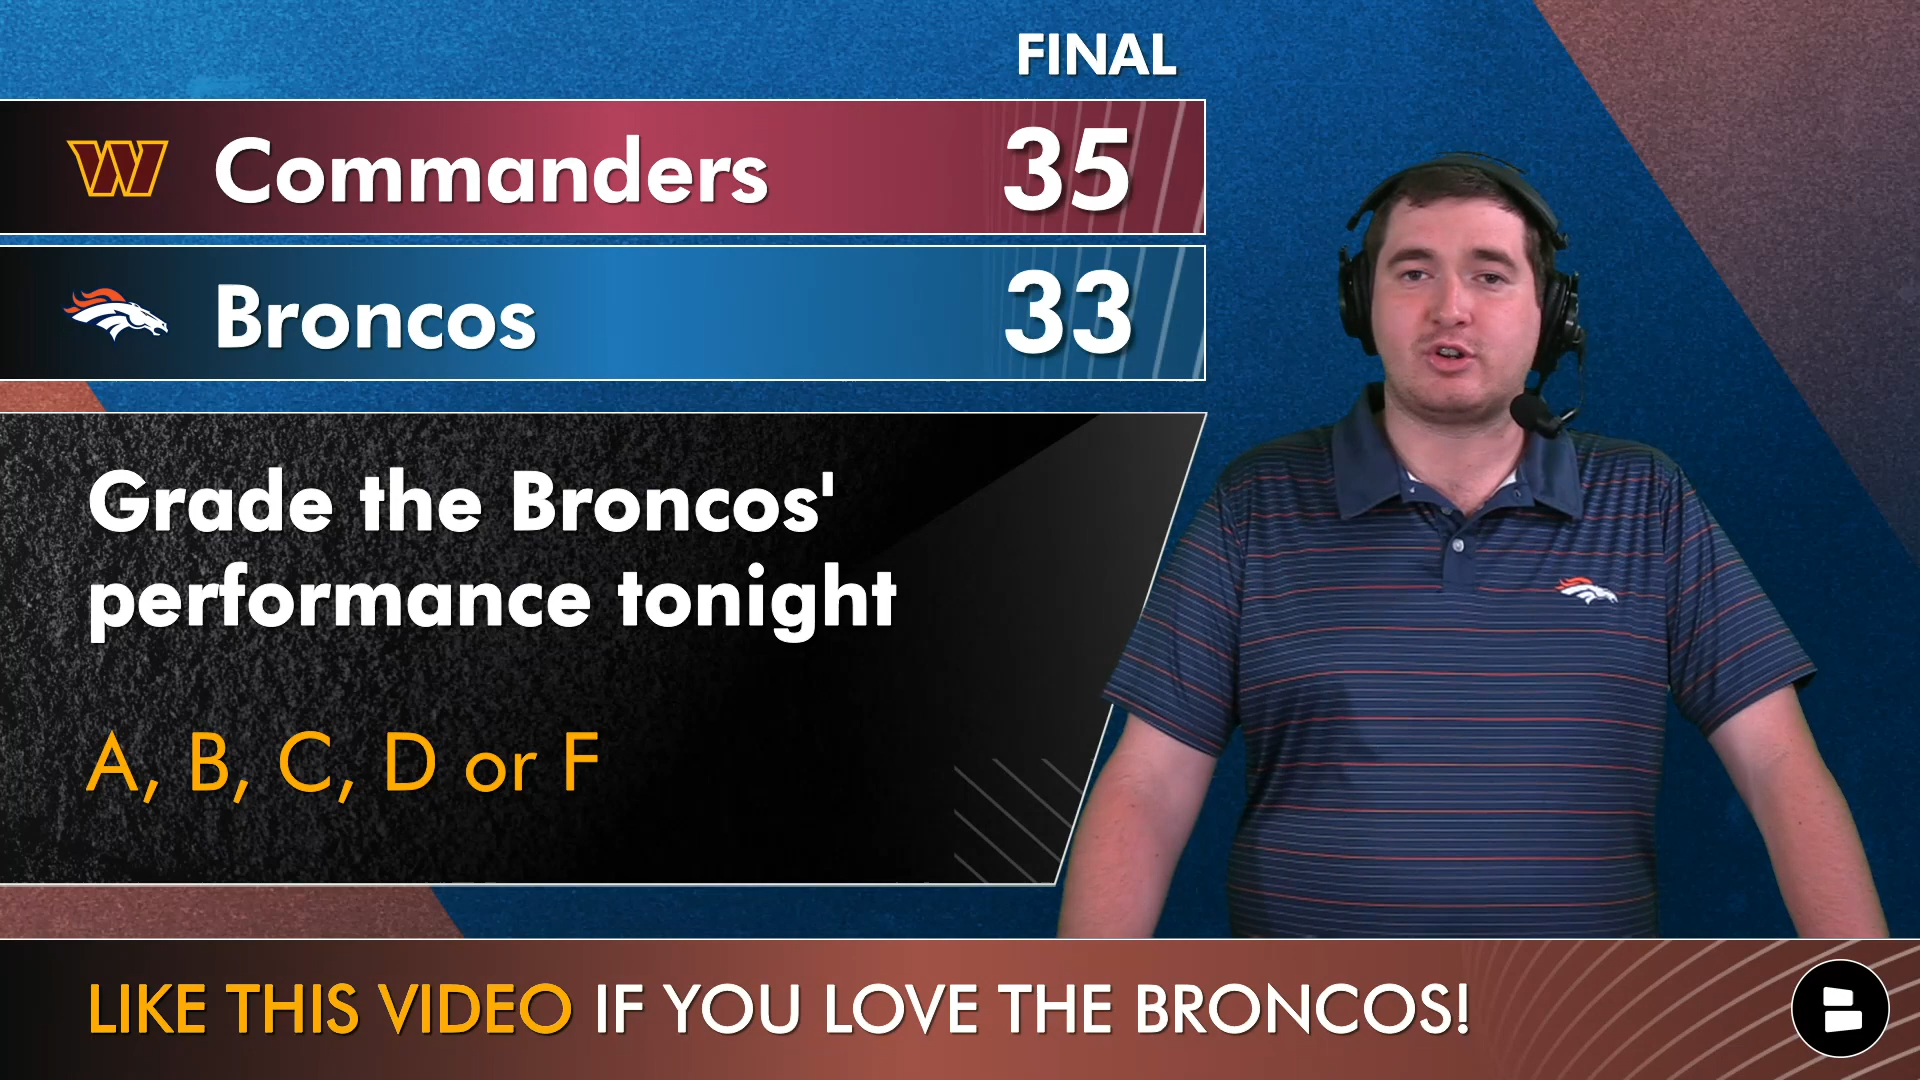 FINAL
Commanders 35
Broncos 33
Grade the Broncos'
performance tonight
A, B, C, D or F
LIKE THIS VIDEO IF YOU LOVE THE BRONCOS!